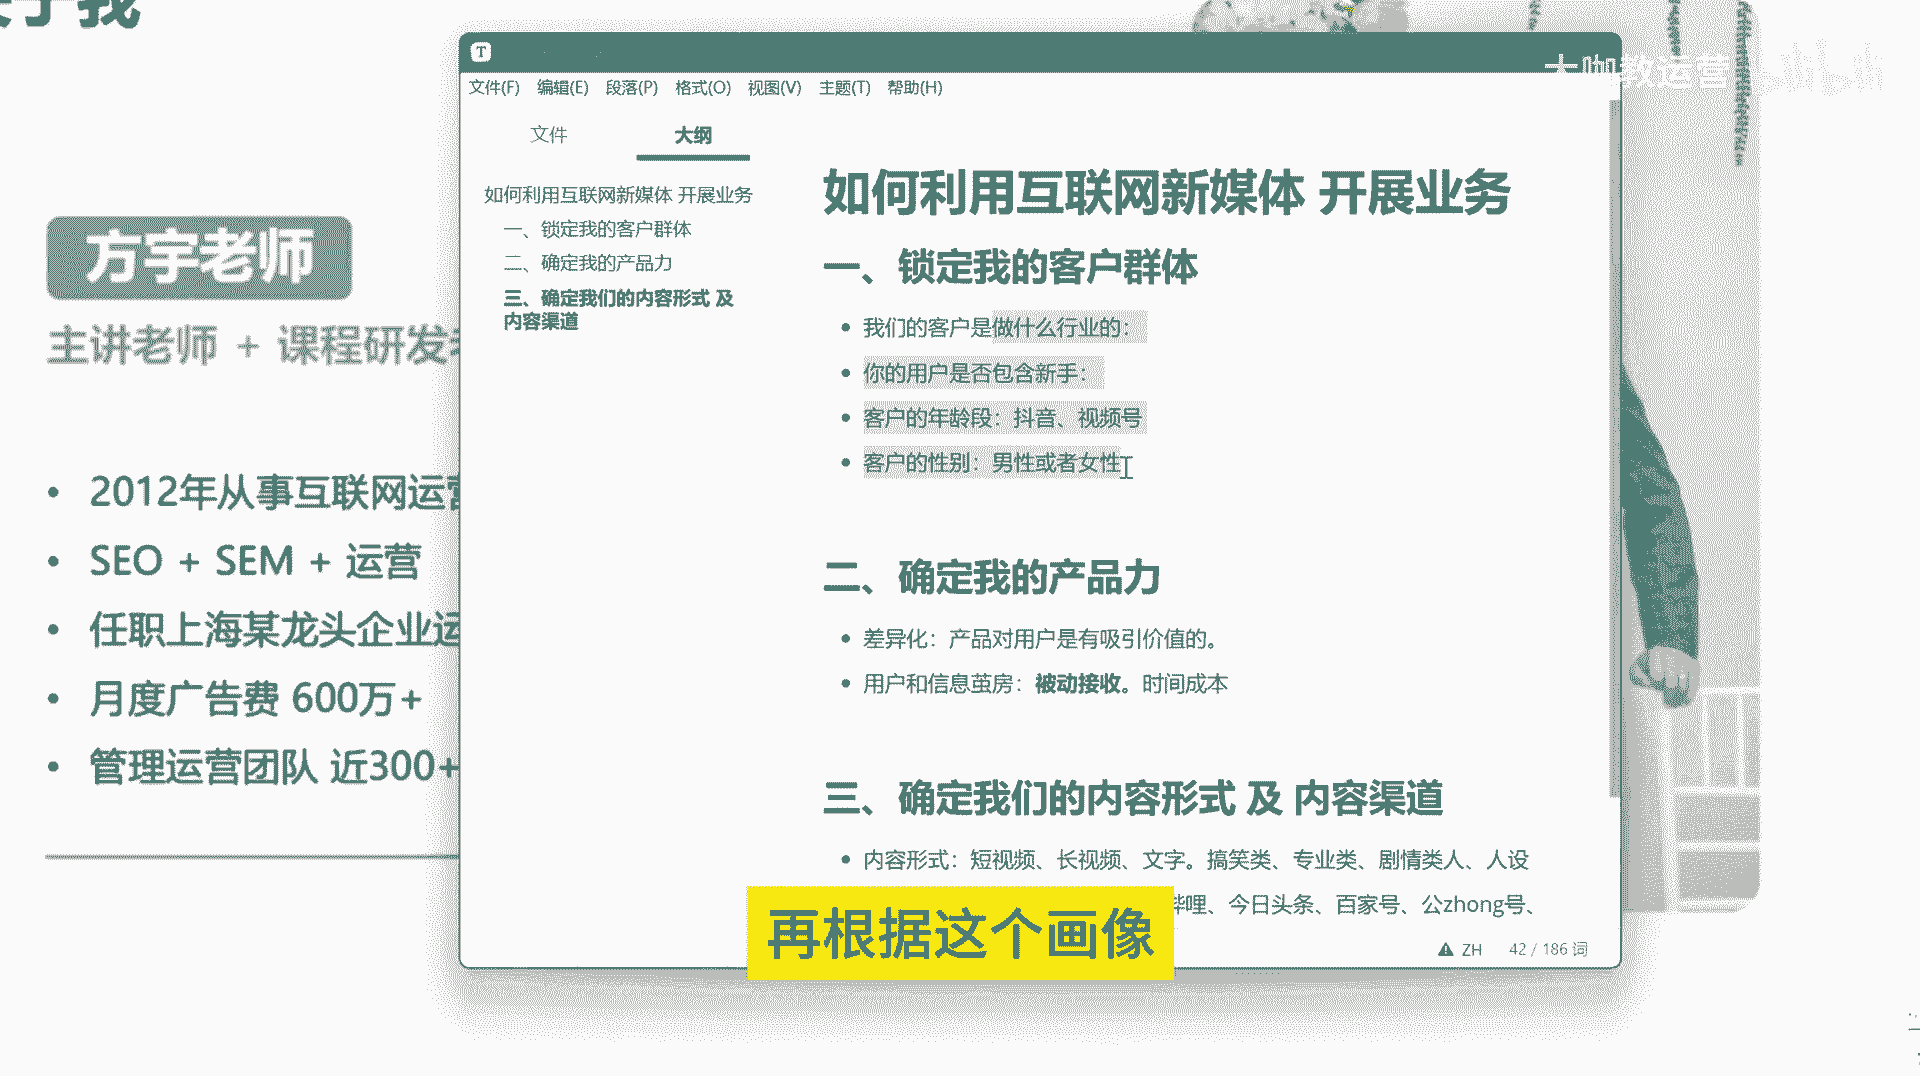 于我
大咖教运营 bilibili
T
文件(F) 编辑(E) 段落(P) 格式(O) 视图(V) 主题(T) 帮助(H)
文件 大纲
如何利用互联网新媒体 开展业务
一、锁定我的客户群体
二、确定我的产品力
三、确定我们的内容形式 及
内容渠道
如何利用互联网新媒体 开展业务
一、锁定我的客户群体
我们的客户是做什么行业的:
你的用户是否包含新手:
客户的年龄段:抖音、视频号
客户的性别:男性或者女性
二、确定我的产品力
差异化:产品对用户是有吸引价值的。
用户和信息茧房:被动接收。时间成本
三、确定我们的内容形式 及 内容渠道
内容形式:短视频、长视频、文字。搞笑类、专业类、剧情类人、人设
哔哩、今日头条、百家号、公zhong号、
ZH 42 / 186 词
方宇老师
主讲老师 + 课程研发
2012年从事互联网运营
SEO + SEM + 运营
任职上海某龙头企业运
月度广告费 600万+
管理运营团队 近300+
再根据这个画像